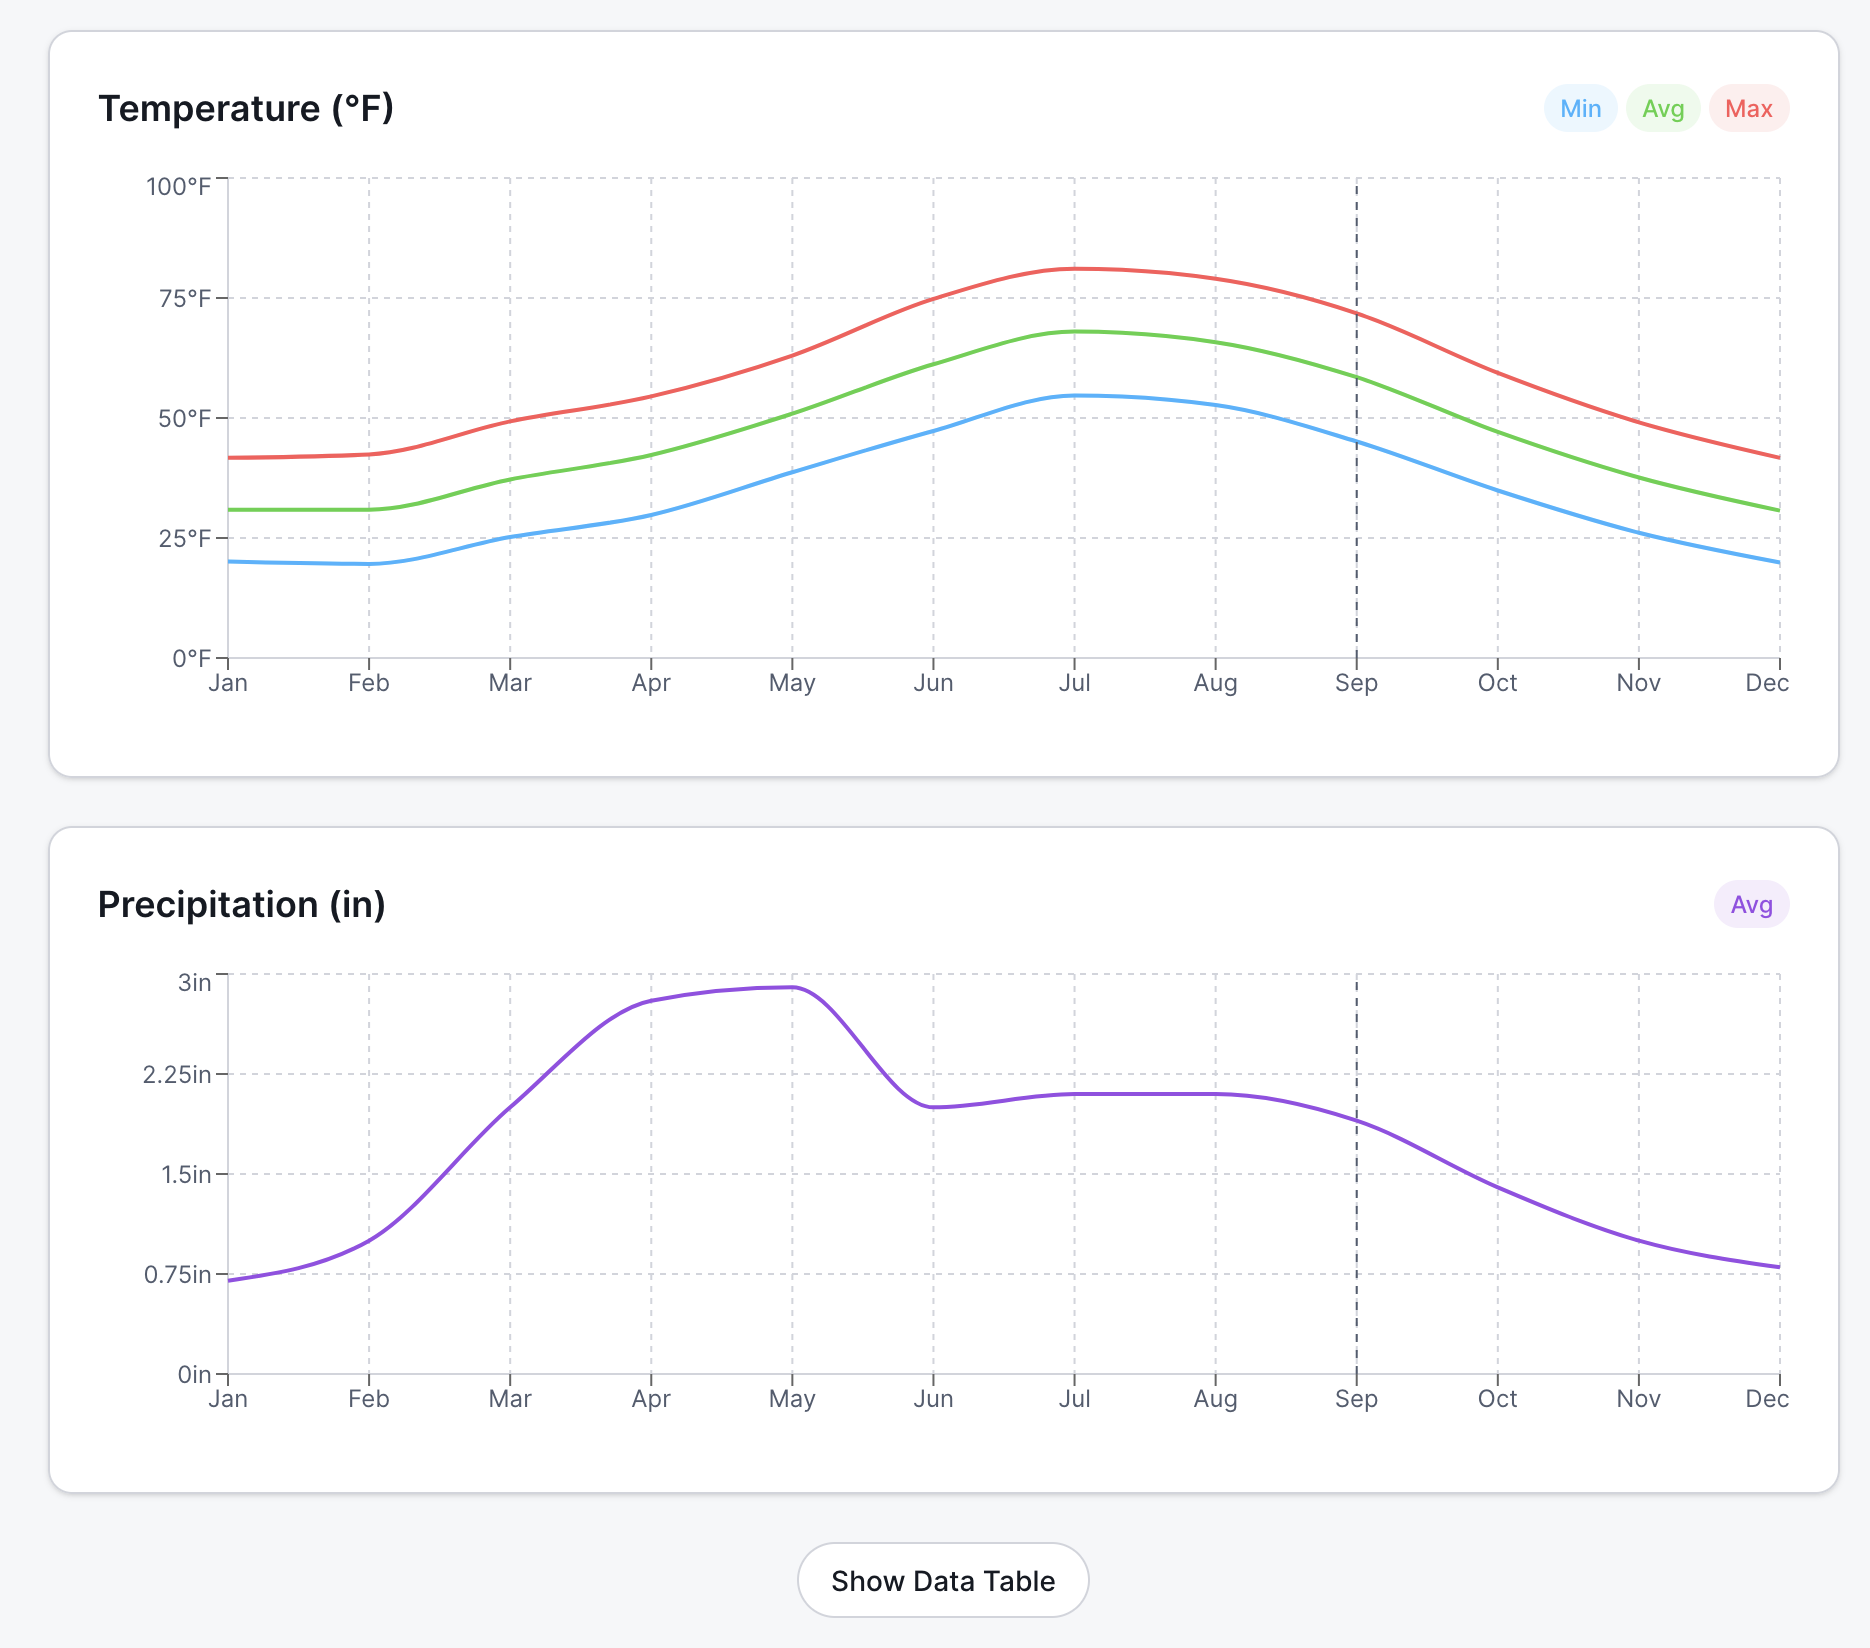 Temperature (°F)
Min Avg Max
100°F
75°F
50°F
25°F
0°F
Jan Feb Mar Apr May Jun Jul Aug Sep Oct Nov Dec
Precipitation (in)
Avg
3in
2.25in
1.5in
0.75in
0in
Jan Feb Mar Apr May Jun Jul Aug Sep Oct Nov Dec
Show Data Table